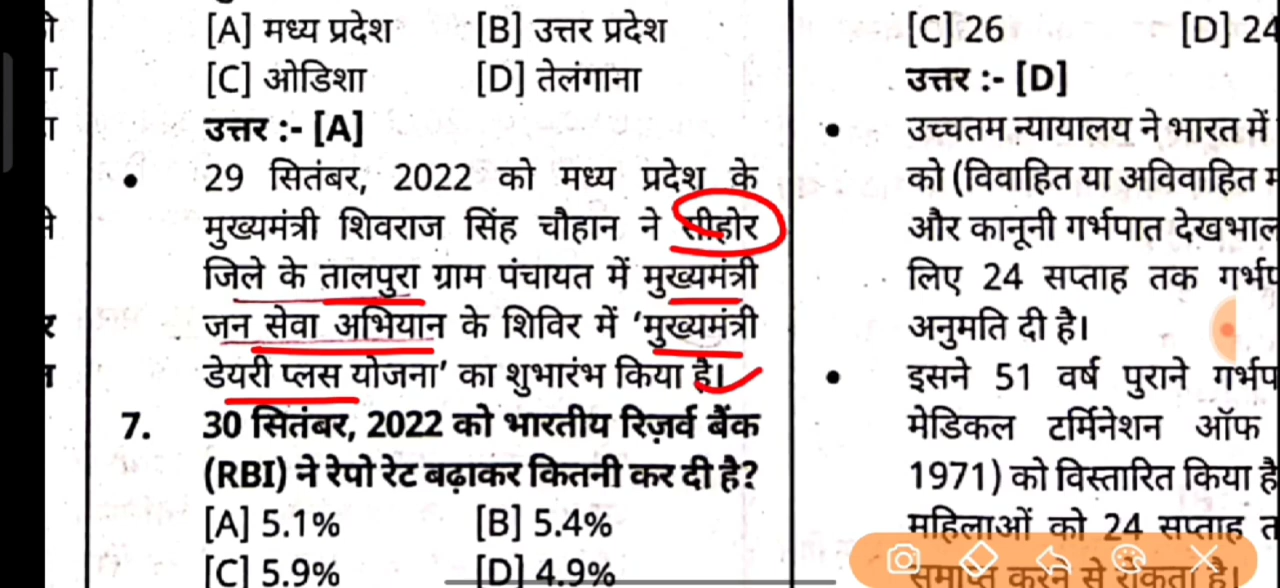 [A] मध्य प्रदेश [B] उत्तर प्रदेश
[C] ओडिशा [D] तेलंगाना
उत्तर :- [A]
• 29 सितंबर, 2022 को मध्य प्रदेश के
मुख्यमंत्री शिवराज सिंह चौहान ने सीहोर
जिले के तालपुरा ग्राम पंचायत में मुख्यमंत्री
जन सेवा अभियान के शिविर में ‘मुख्यमंत्री
डेयरी प्लस योजना’ का शुभारंभ किया है।
7. 30 सितंबर, 2022 को भारतीय रिज़र्व बैंक
(RBI) ने रेपो रेट बढ़ाकर कितनी कर दी है?
[A] 5.1% [B] 5.4%
[C] 5.9% [D] 4.9%
[C] 26 [D] 24
उत्तर :- [D]
• उच्चतम न्यायालय ने भारत में
को (विवाहित या अविवाहित
और कानूनी गर्भपात देखभाल
लिए 24 सप्ताह तक
अनुमति दी है।
• इसने 51 वर्ष पुराने
मेडिकल टर्मिनेशन ऑफ
1971) को विस्तारित किया है
महिलाओं को 24 सप्ताह
समाप्त करने से रोकता है।